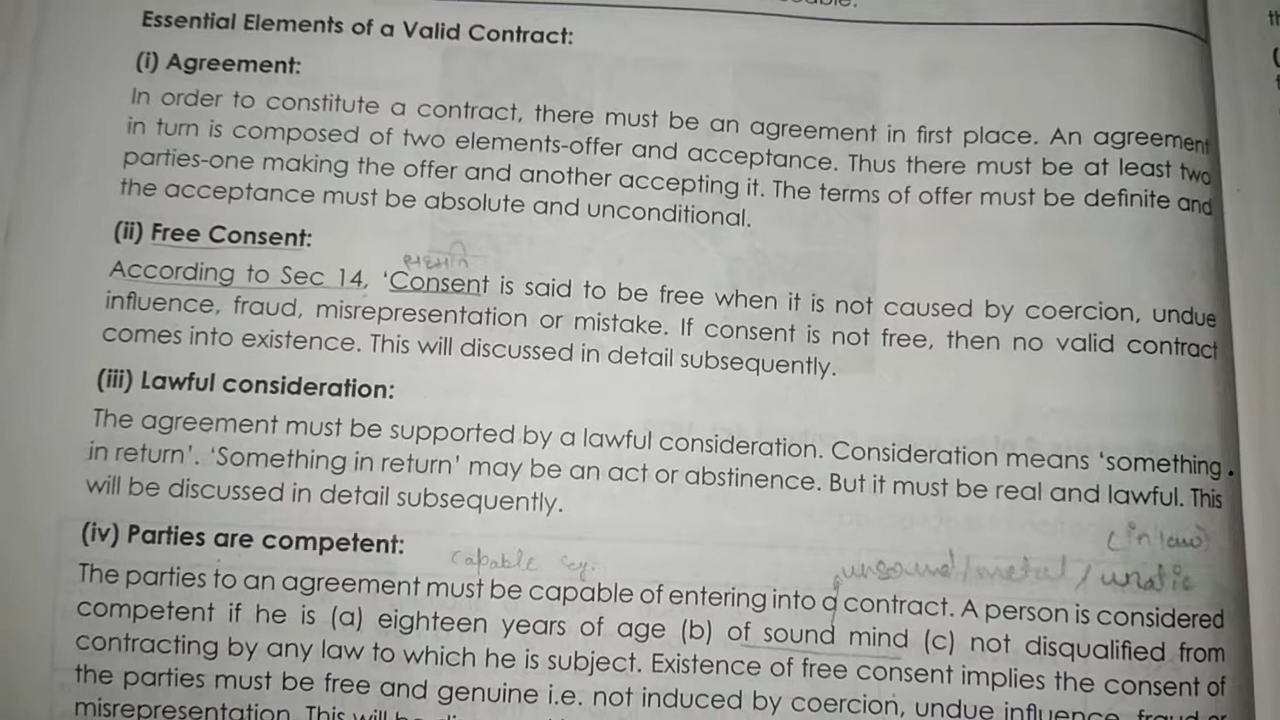 Essential Elements of a Valid Contract:
(i) Agreement:
In order to constitute a contract, there must be an agreement in first place. An agreement
in turn is composed of two elements-offer and acceptance. Thus there must be at least two
parties-one making the offer and another accepting it. The terms of offer must be definite and
the acceptance must be absolute and unconditional.
(ii) Free Consent:
According to Sec 14, 'Consent is said to be free when it is not caused by coercion, undue
influence, fraud, misrepresentation or mistake. If consent is not free, then no valid contract
comes into existence. This will discussed in detail subsequently.
(iii) Lawful consideration:
The agreement must be supported by a lawful consideration. Consideration means 'something
in return'. 'Something in return' may be an act or abstinence. But it must be real and lawful. This
will be discussed in detail subsequently.
(in law)
(iv) Parties are competent:
capable
unsound/metal/unatic
The parties to an agreement must be capable of entering into a contract. A person is considered
competent if he is (a) eighteen years of age (b) of sound mind (c) not disqualified from
contracting by any law to which he is subject. Existence of free consent implies the consent of
the parties must be free and genuine i.e. not induced by coercion, undue influence, fraud or
misrepresentation. This will